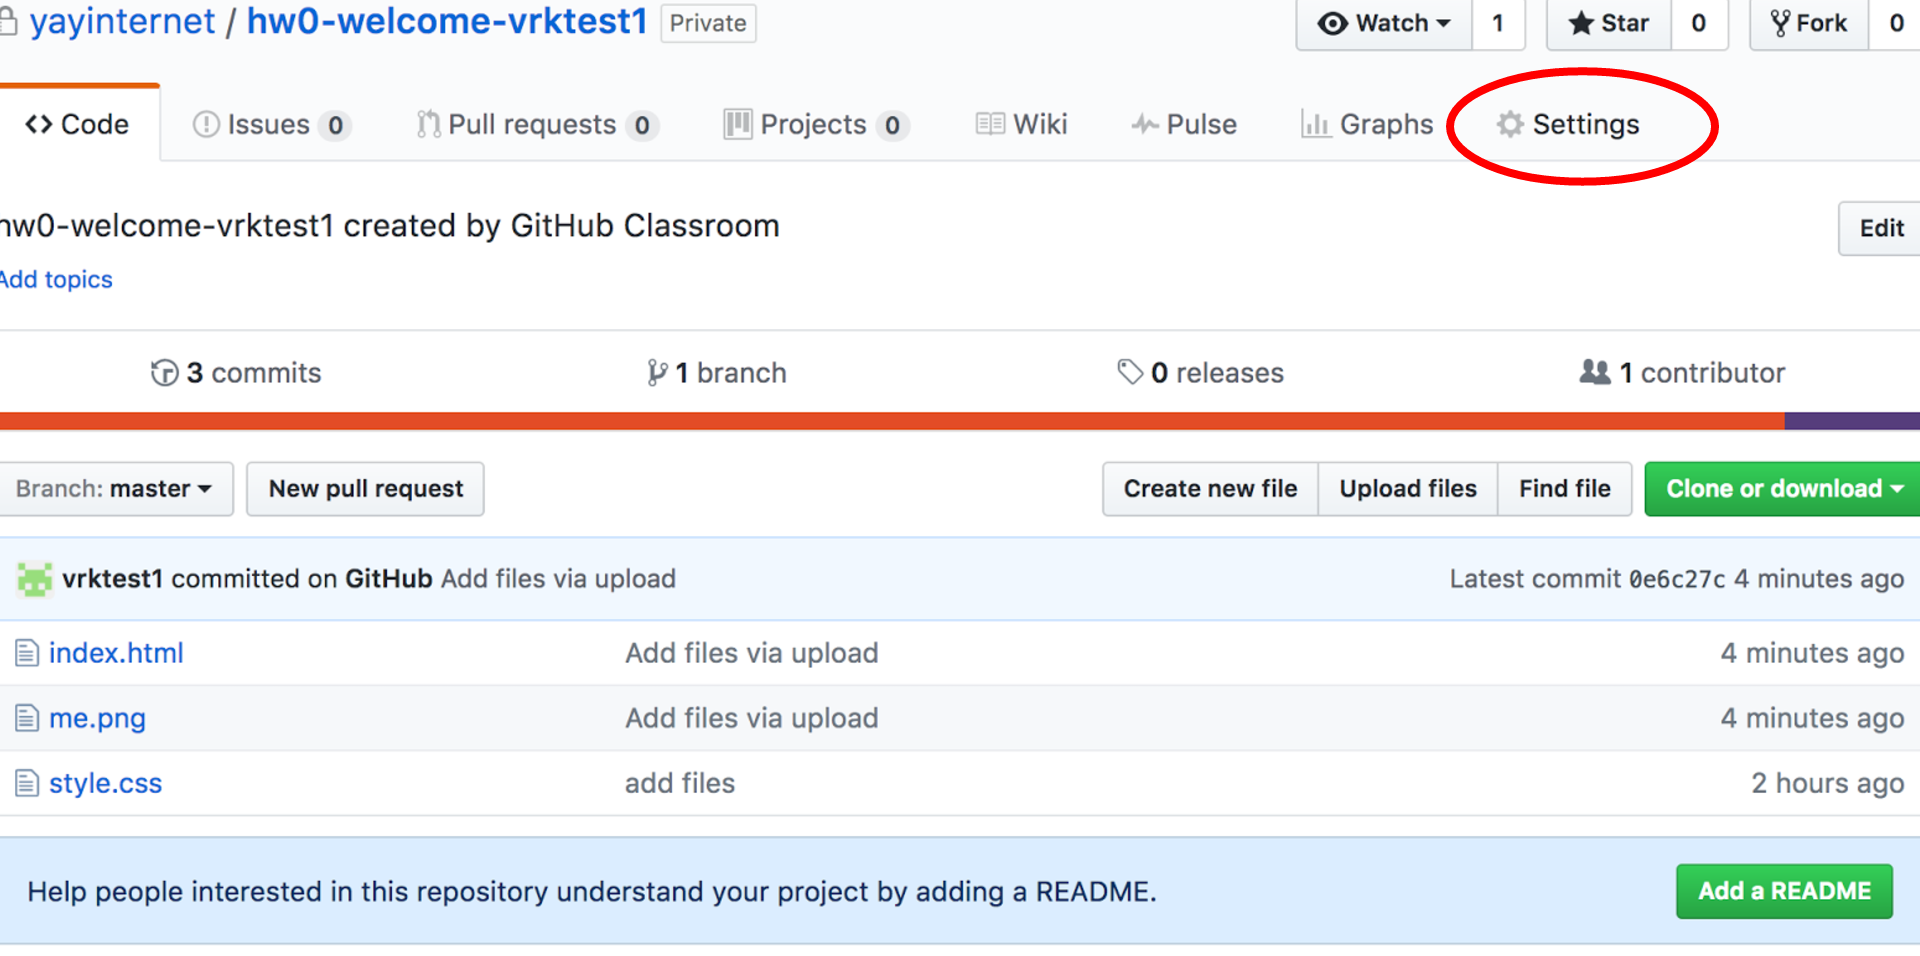 yayinternet / hw0-welcome-vrktest1 Private Watch 1 Star 0 Fork 0
Code Issues 0 Pull requests 0 Projects 0 Wiki Pulse Graphs Settings
hw0-welcome-vrktest1 created by GitHub Classroom
Edit
Add topics
3 commits 1 branch 0 releases 1 contributor
Branch: master New pull request Create new file Upload files Find file Clone or download
vrktest1 committed on GitHub Add files via upload Latest commit 0e6c27c 4 minutes ago
index.html Add files via upload 4 minutes ago
me.png Add files via upload 4 minutes ago
style.css add files 2 hours ago
Help people interested in this repository understand your project by adding a README. Add a README